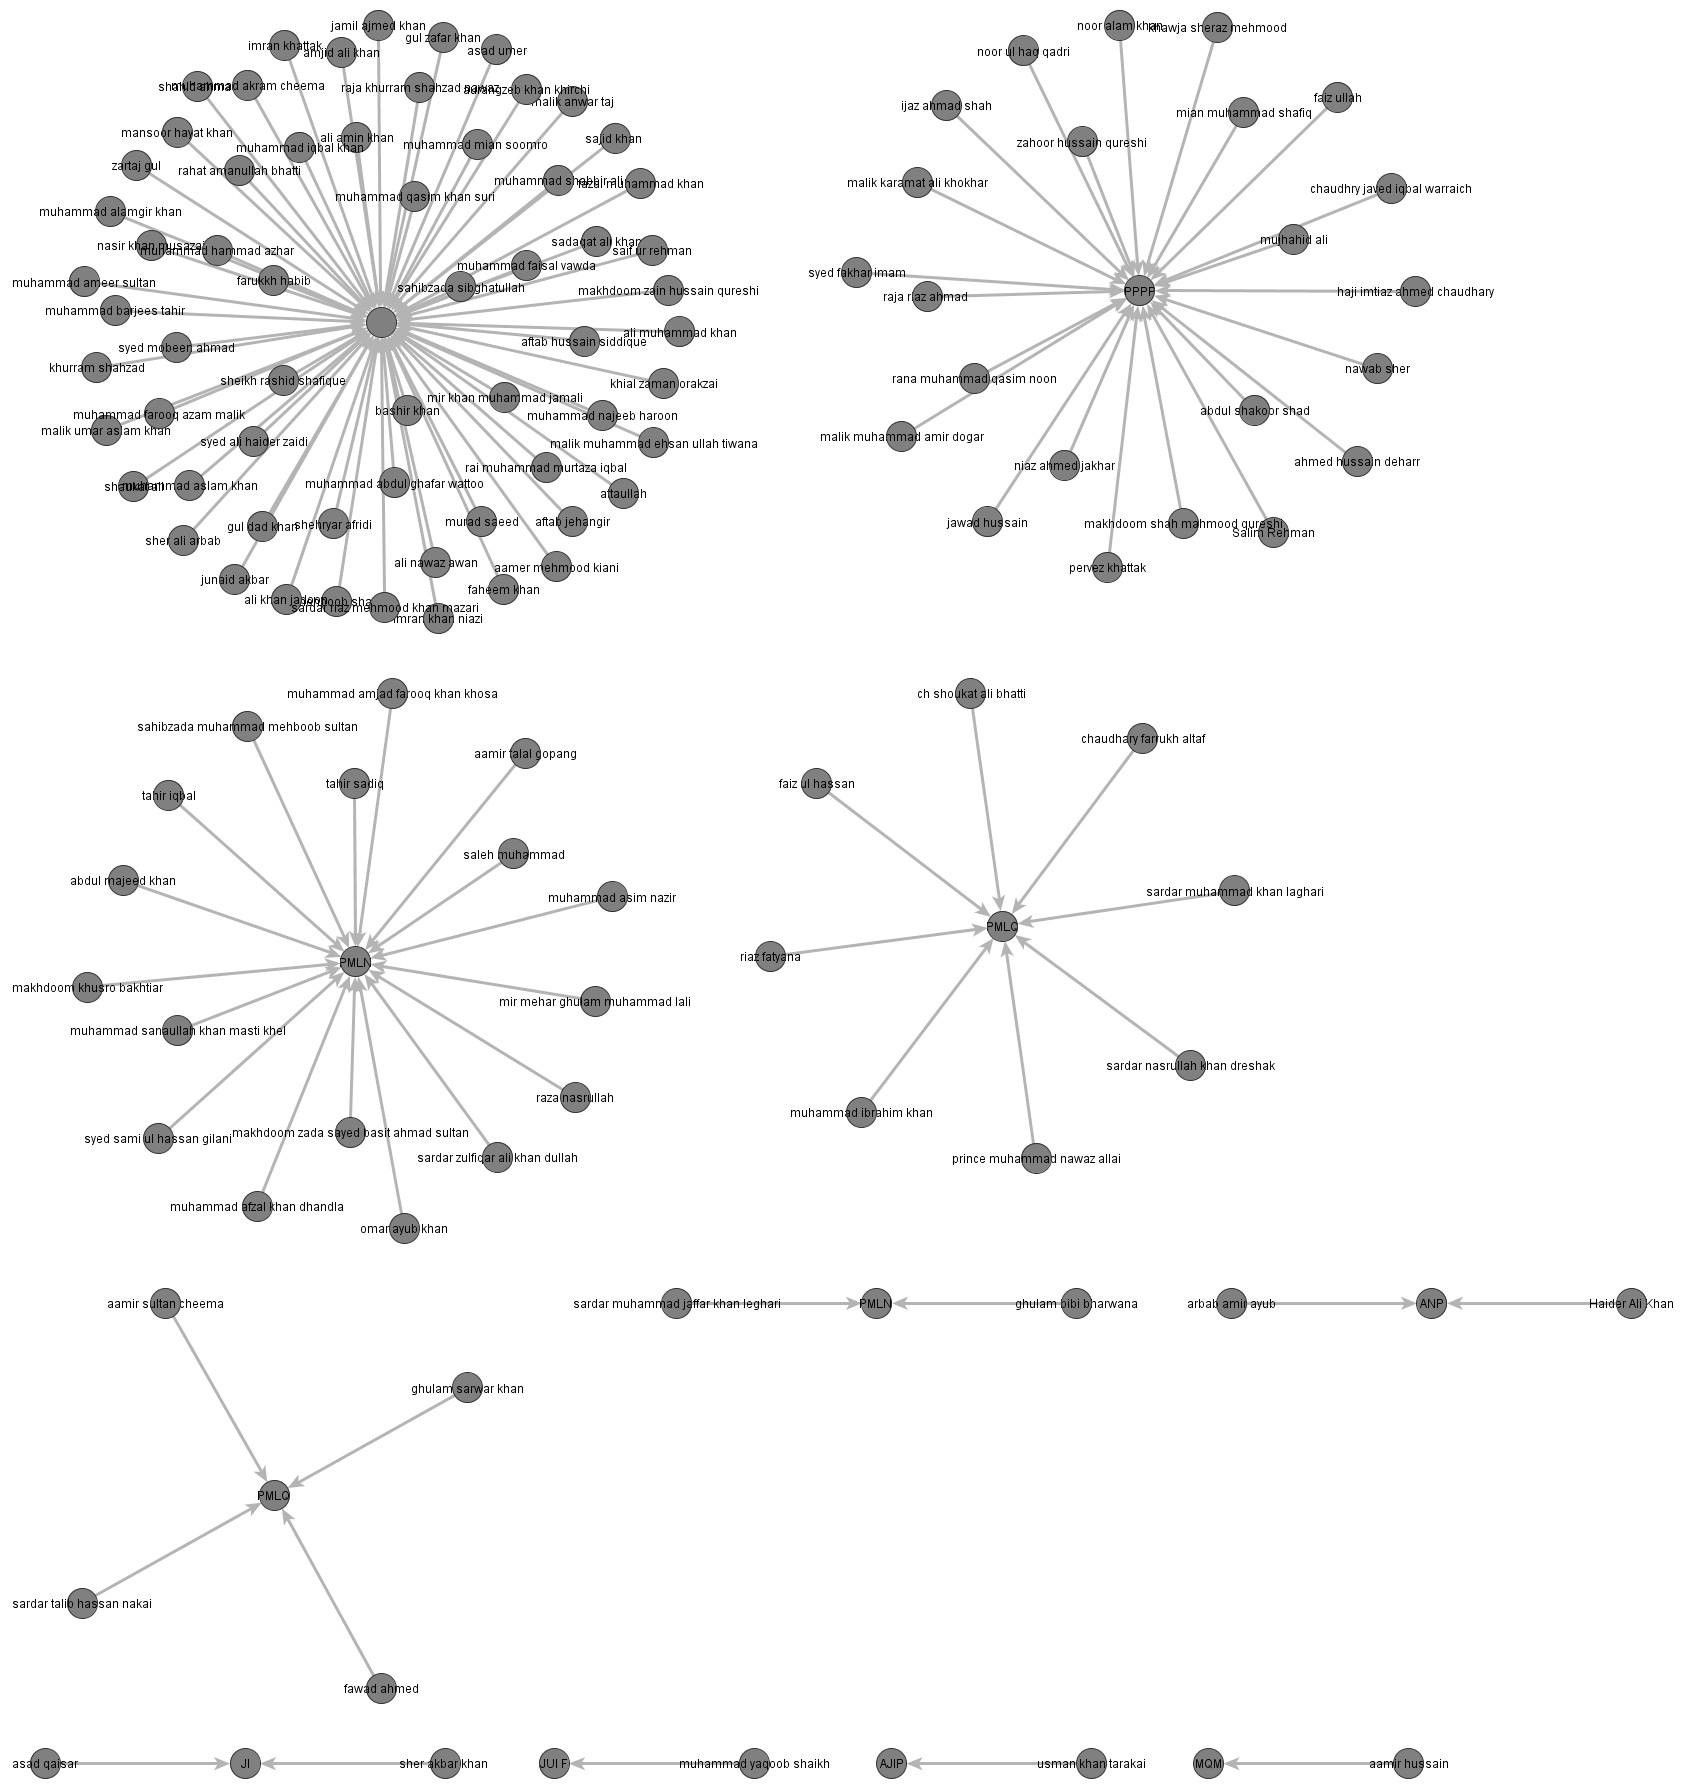 jamil ajmed khan
gul zafar khan
imran khattak
amjid ali khan
asad umer
muhammad akram cheema
raja khurram shahzad nawaz
aurangzeb khan khirchi
malik anwar taj
mansoor hayat khan
ali amin khan
muhammad iqbal khan
muhammad mian soomro
sajid khan
zartaj gul
rahat amanullah bhatti
muhammad shabbir ali
fazal muhammad khan
muhammad qasim khan suri
muhammad alamgir khan
nasir khan musazai
muhammad hammad azhar
sadaqat ali khan
saif ur rehman
muhammad faisal vawda
farukkh habib
sahibzada sibghatullah
muhammad ameer sultan
makhdoom zain hussain qureshi
muhammad barjees tahir
ali muhammad khan
aftab hussain siddique
syed mobeen ahmad
khurram shahzad
sheikh rashid shafique
khial zaman orakzai
mir khan muhammad jamali
bashir khan
muhammad farooq azam malik
muhammad najeeb haroon
malik umar aslam khan
syed ali haider zaidi
malik muhammad ehsan ullah tiwana
rai muhammad murtaza iqbal
shaukat ali
muhammad aslam khan
muhammad abdul ghafar wattoo
attaullah
gul dad khan
shehryar afridi
murad saeed
aftab jehangir
sher ali arbab
ali nawaz awan
aamer mehmood kiani
junaid akbar
faheem khan
ali khan jadoon
sardar riaz mehmood khan mazari
imran khan niazi
noor alam khan
khawja sheraz mehmood
noor ul haq qadri
ijaz ahmad shah
faiz ullah
mian muhammad shafiq
zahoor hussain qureshi
malik karamat ali khokhar
chaudhry javed iqbal warraich
mujhahid ali
syed fakhar imam
raja riaz ahmad
PPPP
haji imtiaz ahmed chaudhary
nawab sher
rana muhammad qasim noon
abdul shakoor shad
malik muhammad amir dogar
niaz ahmed jakhar
ahmed hussain deharr
jawad hussain
makhdoom shah mahmood qureshi
Salim Rehman
pervez khattak
muhammad amjad farooq khan khosa
sahibzada muhammad mehboob sultan
aamir talal gopang
tahir sadiq
tahir iqbal
saleh muhammad
abdul majeed khan
muhammad asim nazir
PMLN
makhdoom khusro bakhtiar
mir mehar ghulam muhammad lali
muhammad sanaullah khan masti khel
raza nasrullah
syed sami ul hassan gilani
makhdoom zada sayed basit ahmad sultan
sardar zulfiqar ali khan dullah
muhammad afzal khan dhandla
omar ayub khan
ch shoukat ali bhatti
chaudhary farrukh altaf
faiz ul hassan
sardar muhammad khan laghari
PMLQ
riaz fatyana
sardar nasrullah khan dreshak
muhammad ibrahim khan
prince muhammad nawaz allai
aamir sultan cheema
ghulam sarwar khan
PMLQ
sardar talib hassan nakai
fawad ahmed
sardar muhammad jaffar khan leghari
PMLN
ghulam bibi bharwana
arbab amir ayub
ANP
Haider Ali Khan
asad qaisar
JI
sher akbar khan
JUI F
muhammad yaqoob shaikh
AJIP
usman khan tarakai
MQM
aamir hussain